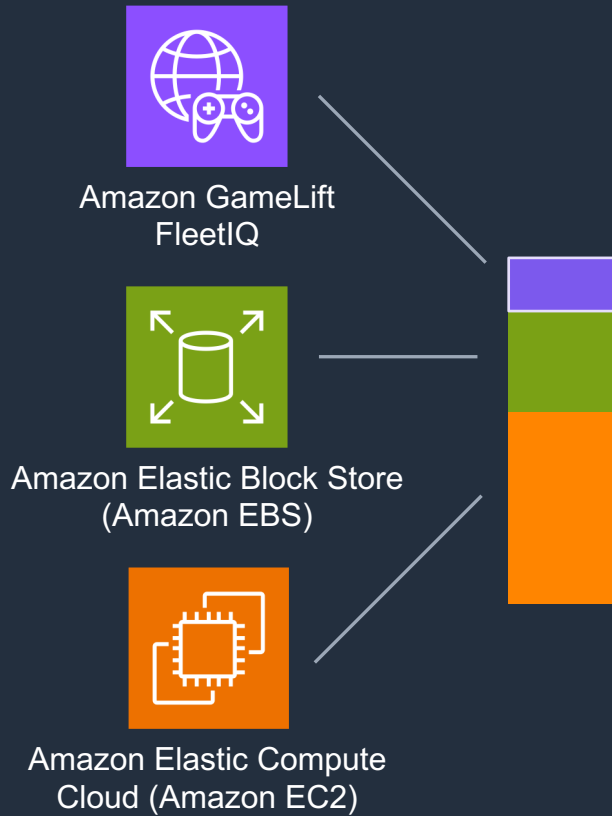 Amazon GameLift
FleetIQ
Amazon Elastic Block Store
(Amazon EBS)
Amazon Elastic Compute
Cloud (Amazon EC2)